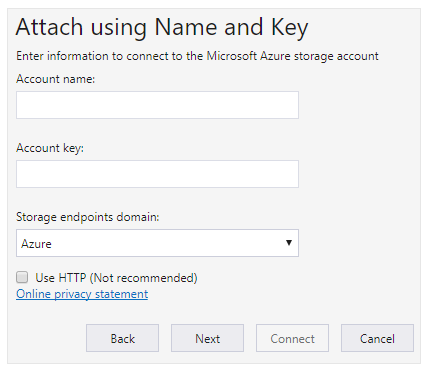 Attach using Name and Key
Enter information to connect to the Microsoft Azure storage account
Account name:
Account key:
Storage endpoints domain:
Azure
Use HTTP (Not recommended)
Online privacy statement
Back Next Connect Cancel